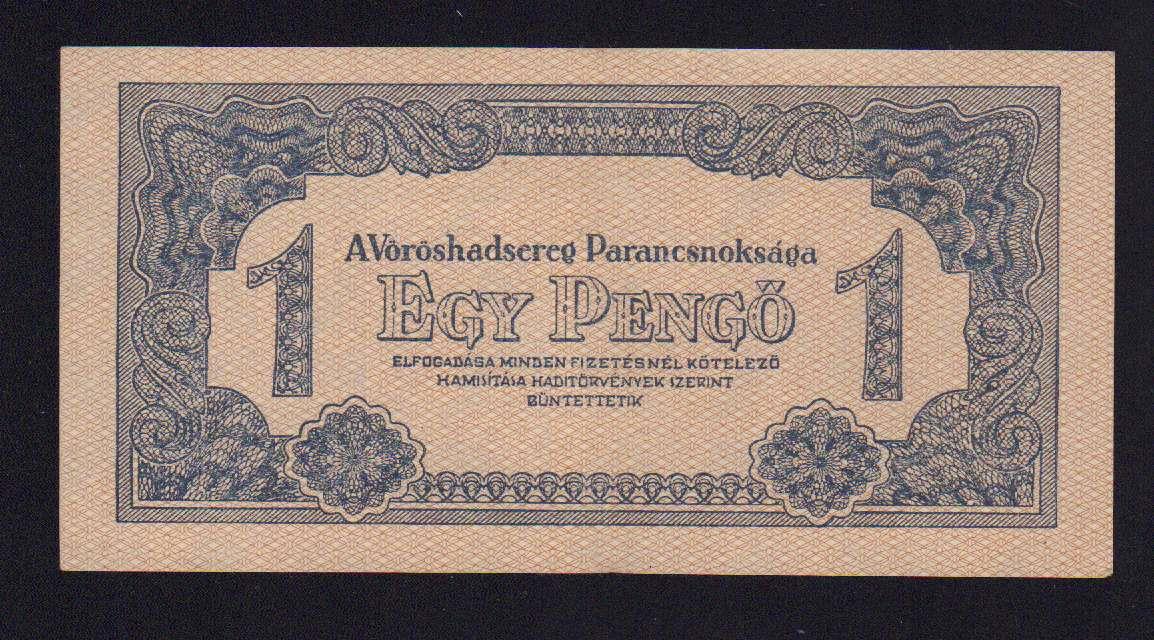 A Vöröshadsereg Parancsnoksága
1 EGY PENGŐ 1
ELFOGADÁSA MINDEN FIZETÉSNÉL KÖTELEZŐ
HAMISÍTÁSA HADITÖRVÉNYEK SZERINT
BÜNTETTETIK